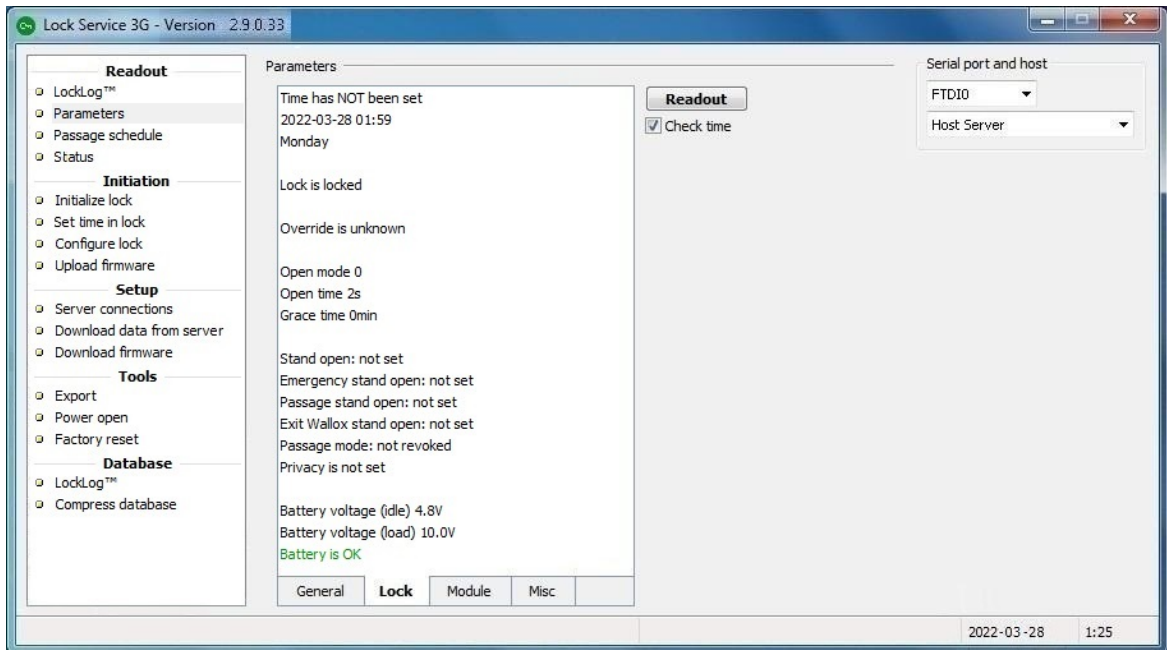 Lock Service 3G - Version 2.9.0.33
Readout
LockLog™
Parameters
Passage schedule
Status
Initiation
Initialize lock
Set time in lock
Configure lock
Upload firmware
Setup
Server connections
Download data from server
Download firmware
Tools
Export
Power open
Factory reset
Database
LockLog™
Compress database
Parameters
Time has NOT been set
2022-03-28 01:59
Monday
Lock is locked
Override is unknown
Open mode 0
Open time 2s
Grace time 0min
Stand open: not set
Emergency stand open: not set
Passage stand open: not set
Exit Wallox stand open: not set
Passage mode: not revoked
Privacy is not set
Battery voltage (idle) 4.8V
Battery voltage (load) 10.0V
Battery is OK
General Lock Module Misc
Readout
Check time
Serial port and host
FTDI0
Host Server
2022-03-28 1:25